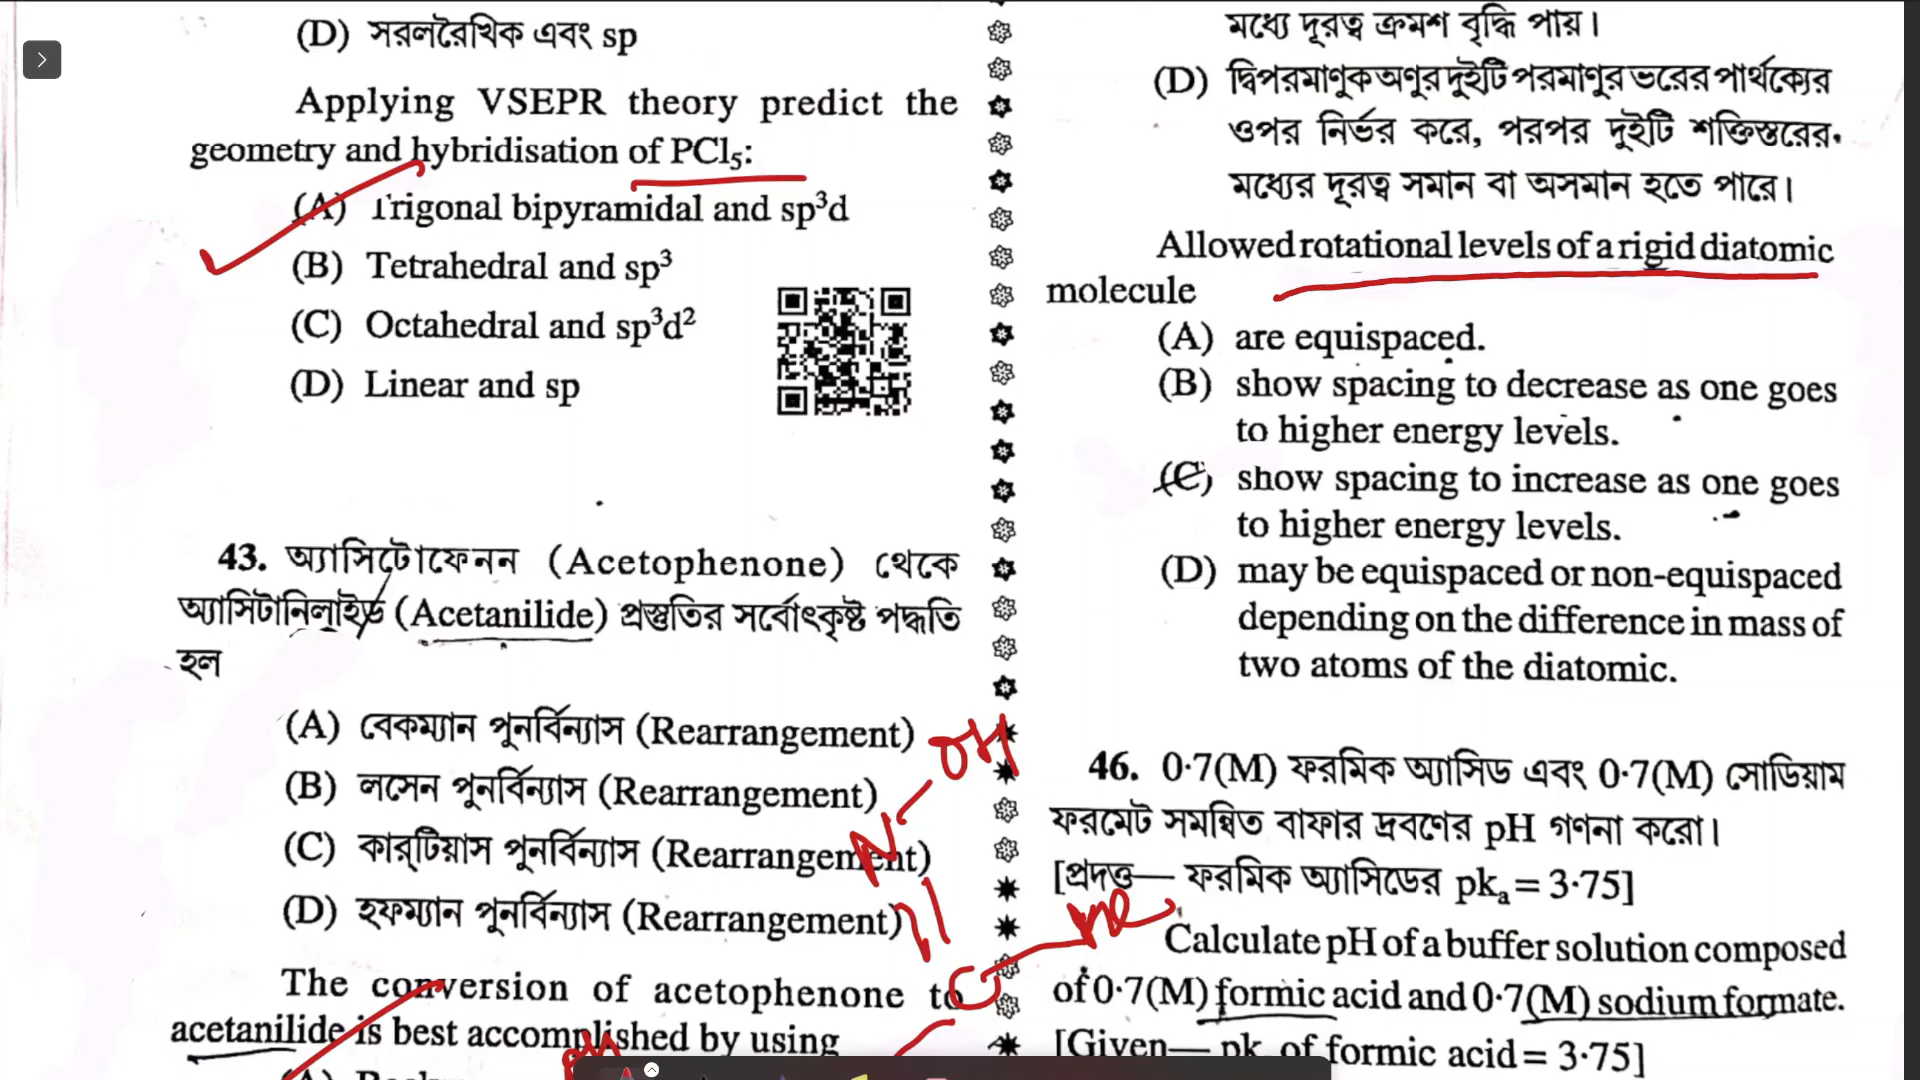 (D) সরলরৈখিক এবং sp
Applying VSEPR theory predict the
geometry and hybridisation of PCl₅:
(A) Trigonal bipyramidal and sp³d
(B) Tetrahedral and sp³
(C) Octahedral and sp³d²
(D) Linear and sp
43. অ্যাসিটোফেনন (Acetophenone) থেকে
অ্যাসিটানিলাইড (Acetanilide) প্রস্তুতির সর্বোৎকৃষ্ট পদ্ধতি
হল
(A) বেকম্যান পুনর্বিন্যাস (Rearrangement)
(B) লসেন পুনর্বিন্যাস (Rearrangement)
(C) কার্‌টিয়াস পুনর্বিন্যাস (Rearrangement)
(D) হফম্যান পুনর্বিন্যাস (Rearrangement)
The conversion of acetophenone to
acetanilide is best accomplished by using
OH
N
C
me
মধ্যে দূরত্ব ক্রমশ বৃদ্ধি পায়।
(D) দ্বিপরমাণুক অণুর দুইটি পরমাণুর ভরের পার্থক্যের
ওপর নির্ভর করে, পরপর দুইটি শক্তিস্তরের
মধ্যের দূরত্ব সমান বা অসমান হতে পারে।
Allowed rotational levels of a rigid diatomic
molecule
(A) are equispaced.
(B) show spacing to decrease as one goes
to higher energy levels.
(C) show spacing to increase as one goes
to higher energy levels.
(D) may be equispaced or non-equispaced
depending on the difference in mass of
two atoms of the diatomic.
46. 0·7(M) ফরমিক অ্যাসিড এবং 0·7(M) সোডিয়াম
ফরমেট সমন্বিত বাফার দ্রবণের pH গণনা করো।
[প্রদত্ত— ফরমিক অ্যাসিডের pkₐ = 3·75]
Calculate pH of a buffer solution composed
of 0·7(M) formic acid and 0·7(M) sodium formate.
[Given— pk of formic acid = 3·75]